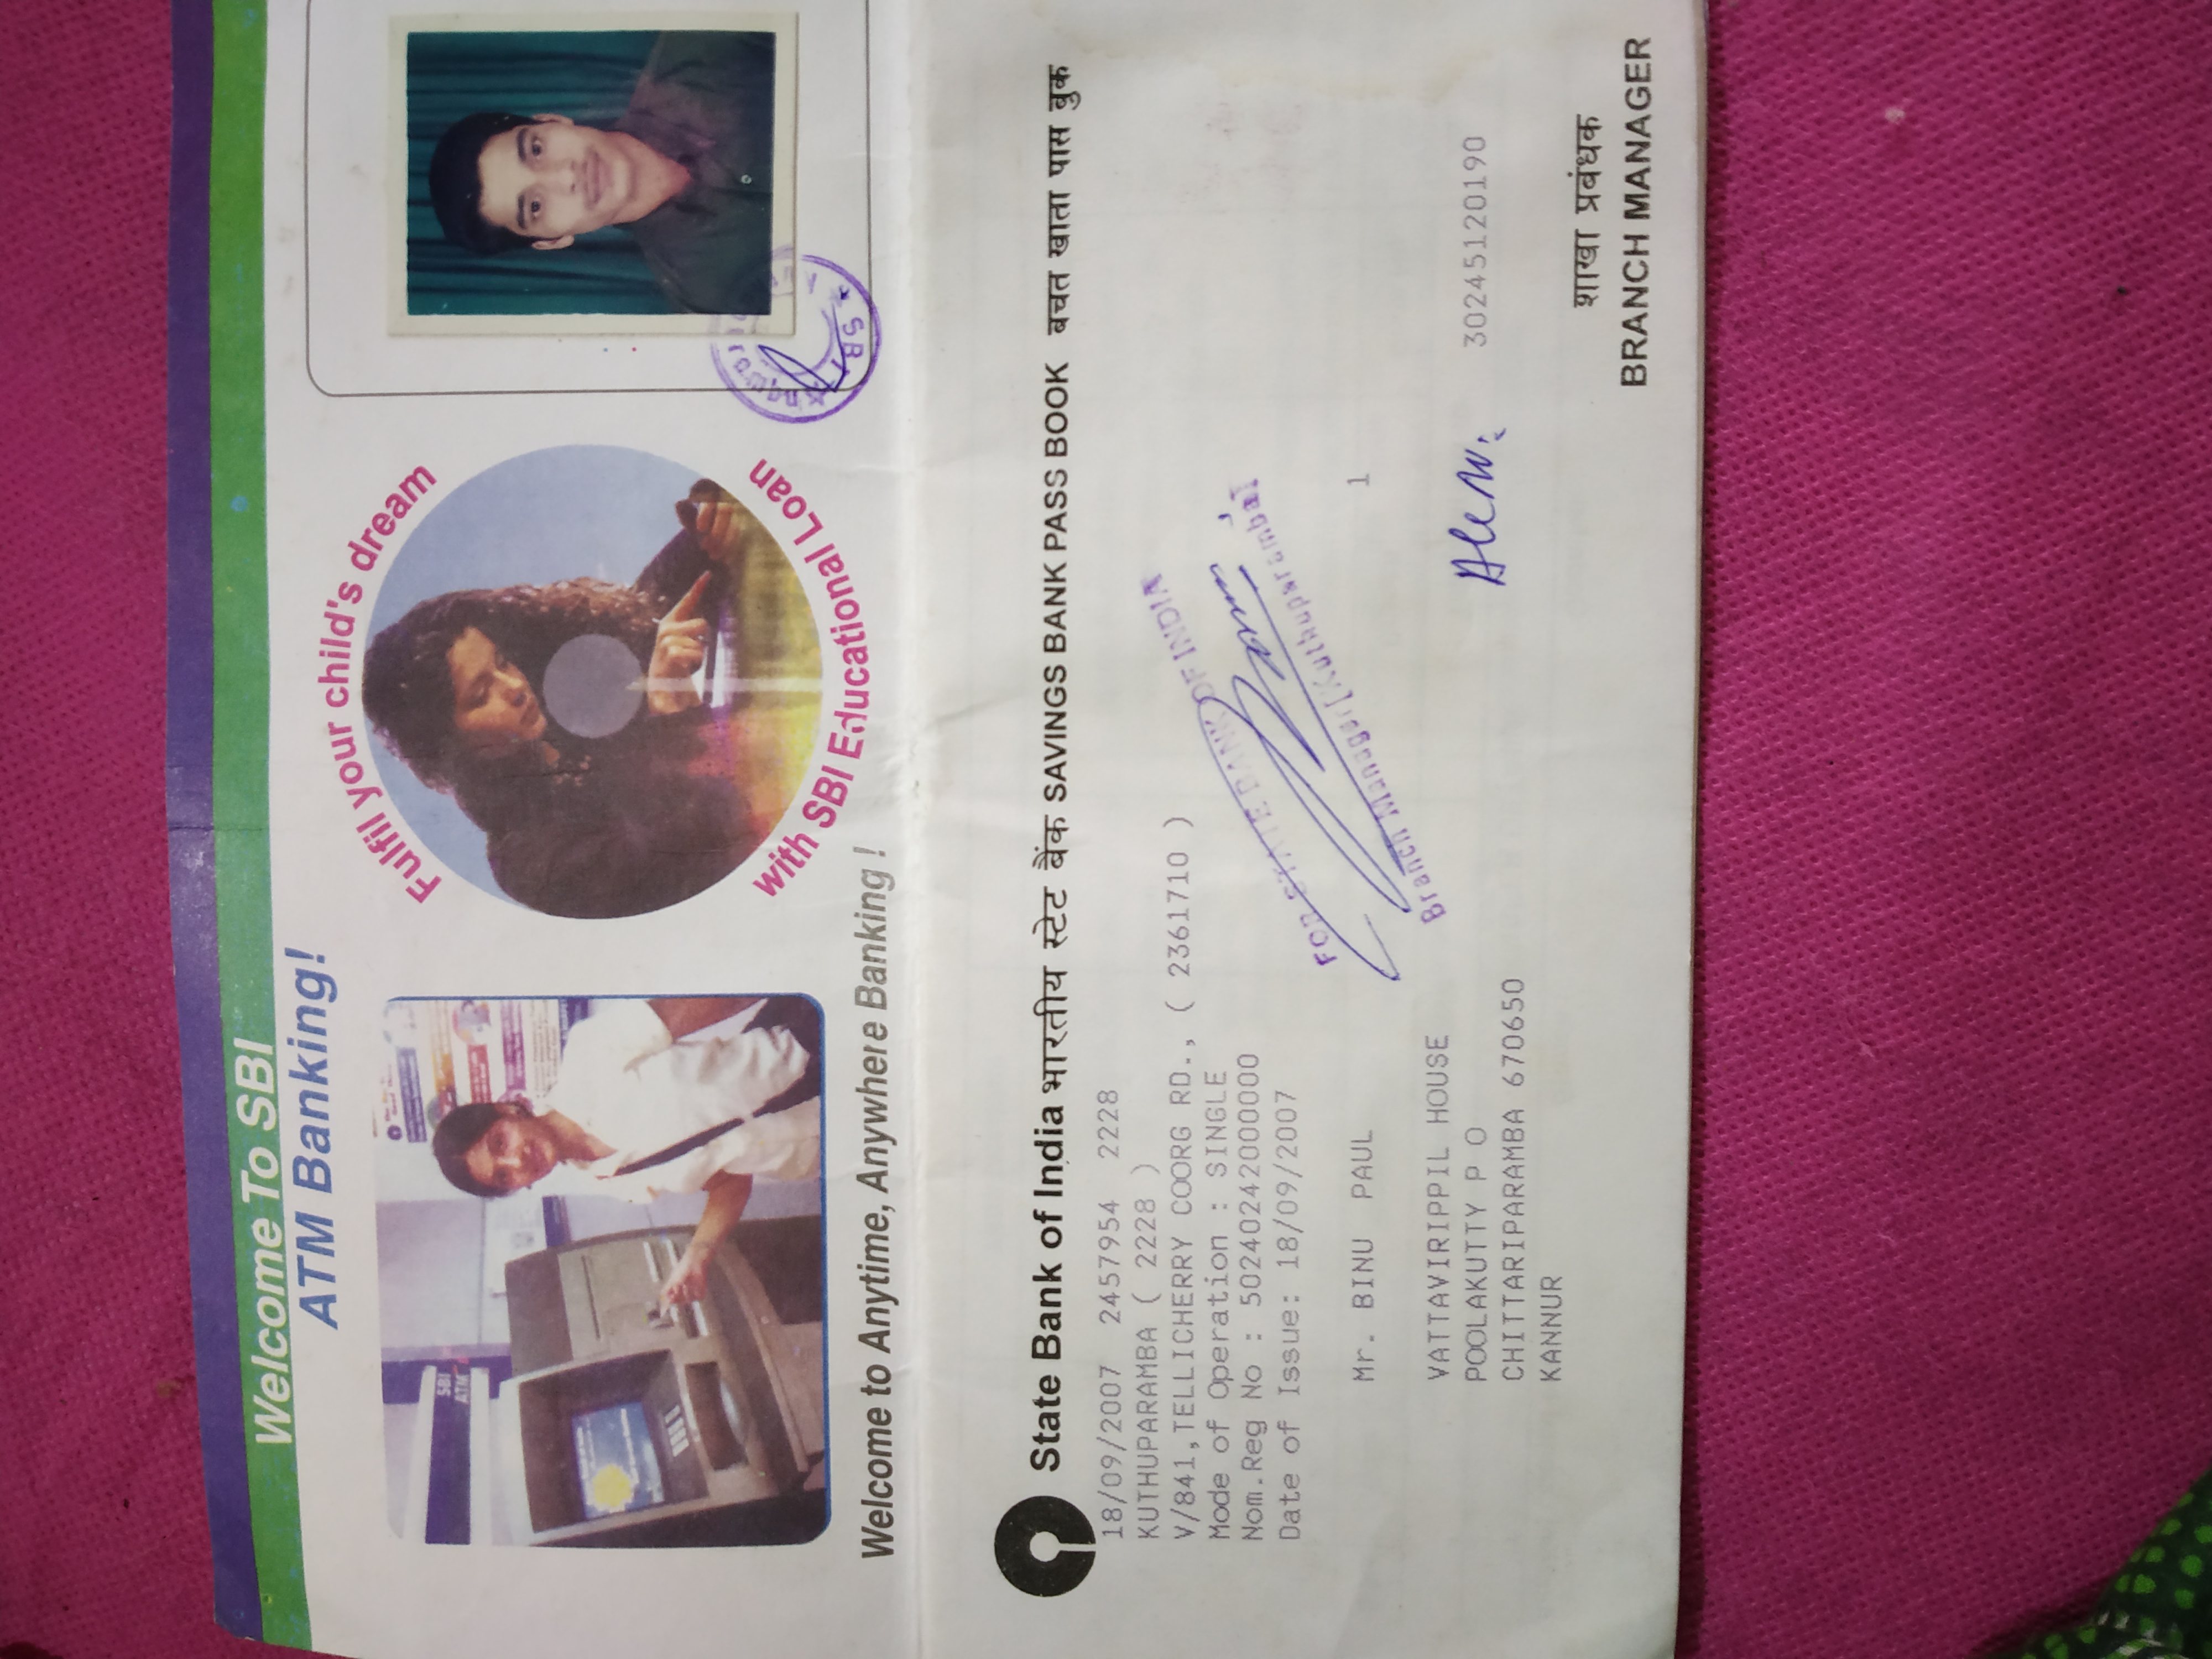 Welcome To SBI
ATM Banking!
SBI
ATM
Fulfil your child's dream
with SBI Educational Loan
Welcome to Anytime, Anywhere Banking !
SBI
State Bank of India भारतीय स्टेट बैंक SAVINGS BANK PASS BOOK बचत खाता पास बुक
18/09/2007 2457954 2228
KUTHUPARAMBA ( 2228 )
V/841,TELLICHERRY COORG RD., ( 2361710 )
Mode of Operation : SINGLE
Nom.Reg No : 50240242000000
Date of Issue: 18/09/2007
FOR STATE BANK OF INDIA
Branch Manager[Kuthuparamba]
Mr. BINU PAUL
1
VATTAVIRIPPIL HOUSE
POOLAKUTTY P O
CHITTARIPARAMBA 670650
KANNUR
30245120190
शाखा प्रबंधक
BRANCH MANAGER